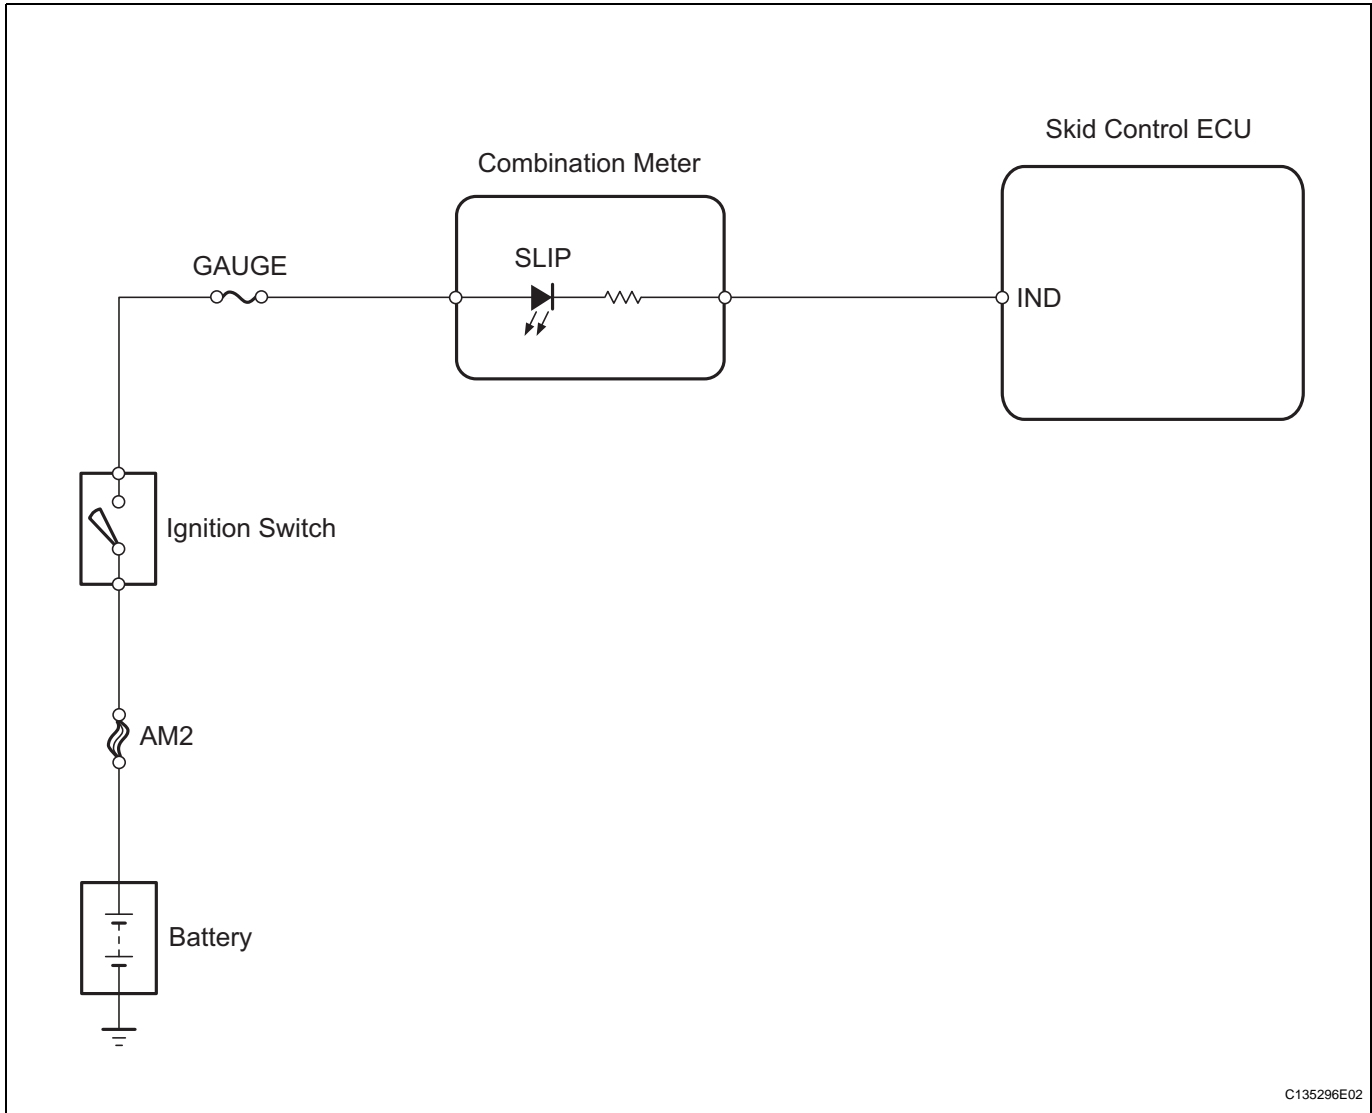 Skid Control ECU
Combination Meter
SLIP
GAUGE
IND
Ignition Switch
AM2
Battery
C135296E02